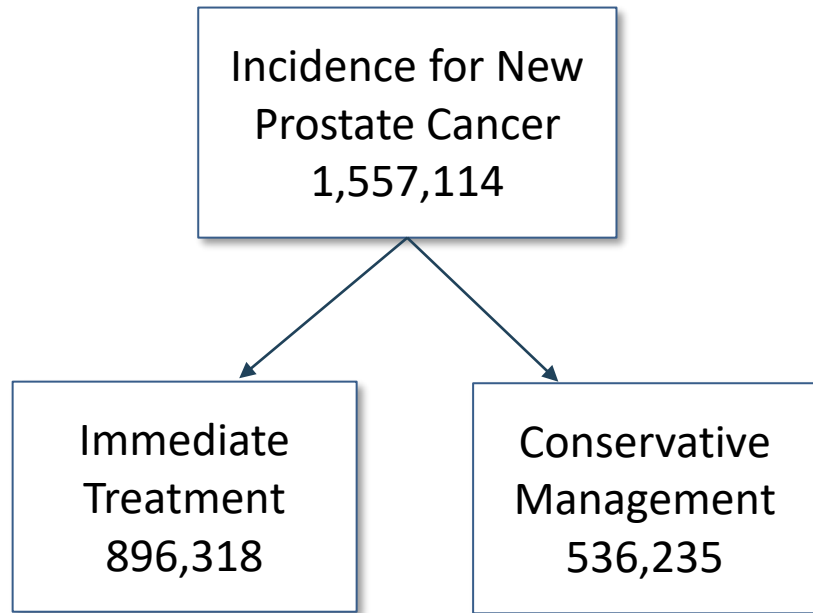 Incidence for New
Prostate Cancer
1,557,114
Immediate
Treatment
896,318
Conservative
Management
536,235